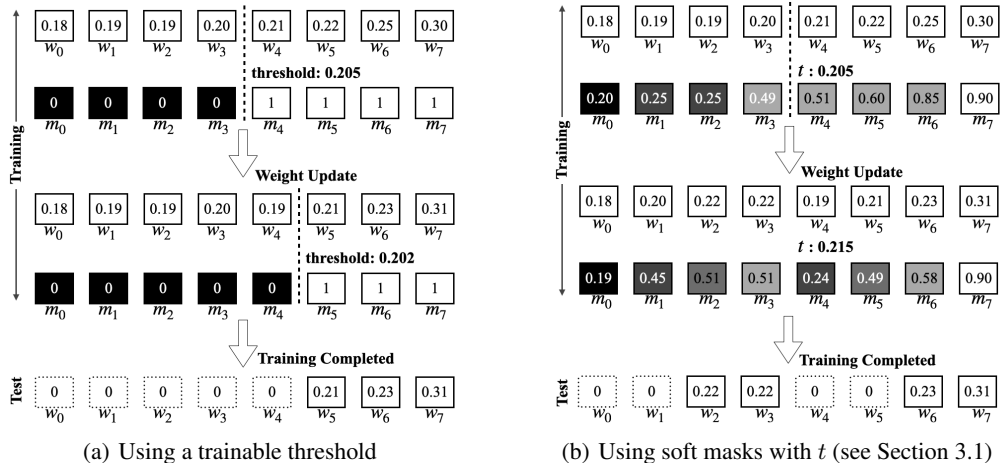 0.18 0.19 0.19 0.20 0.21 0.22 0.25 0.30
w0 w1 w2 w3 w4 w5 w6 w7
threshold: 0.205
0 0 0 0 1 1 1 1
m0 m1 m2 m3 m4 m5 m6 m7
Training
Weight Update
0.18 0.19 0.19 0.20 0.19 0.21 0.23 0.31
w0 w1 w2 w3 w4 w5 w6 w7
threshold: 0.202
0 0 0 0 0 1 1 1
m0 m1 m2 m3 m4 m5 m6 m7
Training Completed
Test
0 0 0 0 0 0.21 0.23 0.31
w0 w1 w2 w3 w4 w5 w6 w7
(a) Using a trainable threshold
0.18 0.19 0.19 0.20 0.21 0.22 0.25 0.30
w0 w1 w2 w3 w4 w5 w6 w7
t : 0.205
0.20 0.25 0.25 0.49 0.51 0.60 0.85 0.90
m0 m1 m2 m3 m4 m5 m6 m7
Training
Weight Update
0.18 0.20 0.22 0.22 0.19 0.21 0.23 0.31
w0 w1 w2 w3 w4 w5 w6 w7
t : 0.215
0.19 0.45 0.51 0.51 0.24 0.49 0.58 0.90
m0 m1 m2 m3 m4 m5 m6 m7
Training Completed
Test
0 0 0.22 0.22 0 0 0.23 0.31
w0 w1 w2 w3 w4 w5 w6 w7
(b) Using soft masks with t (see Section 3.1)